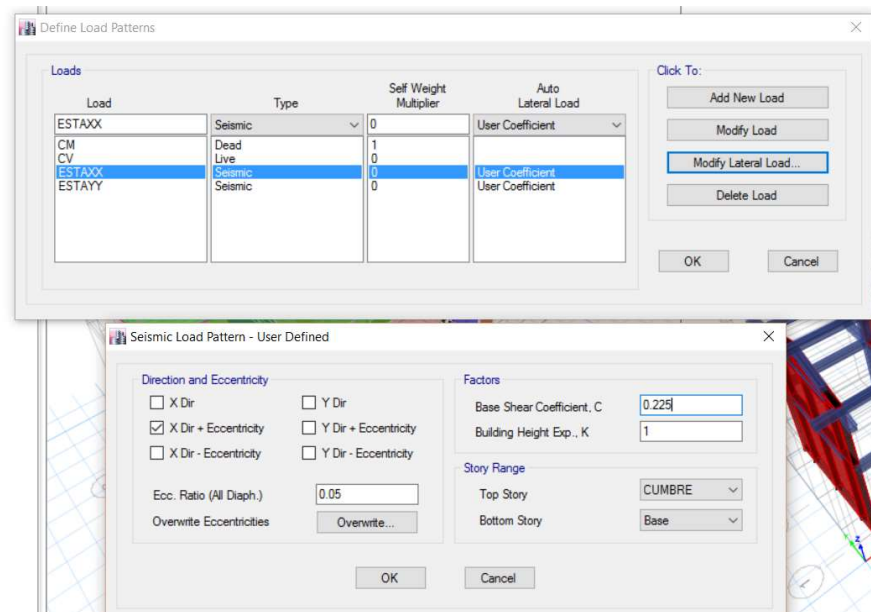 Define Load Patterns
Loads
Click To:
Load Type Self Weight Multiplier Auto Lateral Load
ESTAXX Seismic 0 User Coefficient
CM Dead 1
CV Live 0
ESTAXX Seismic 0 User Coefficient
ESTAYY Seismic 0 User Coefficient
Add New Load
Modify Load
Modify Lateral Load...
Delete Load
OK Cancel
Seismic Load Pattern - User Defined
Direction and Eccentricity
X Dir Y Dir
X Dir + Eccentricity Y Dir + Eccentricity
X Dir - Eccentricity Y Dir - Eccentricity
Ecc. Ratio (All Diaph.) 0.05
Overwrite Eccentricities Overwrite...
Factors
Base Shear Coefficient, C 0.225
Building Height Exp., K 1
Story Range
Top Story CUMBRE
Bottom Story Base
OK Cancel